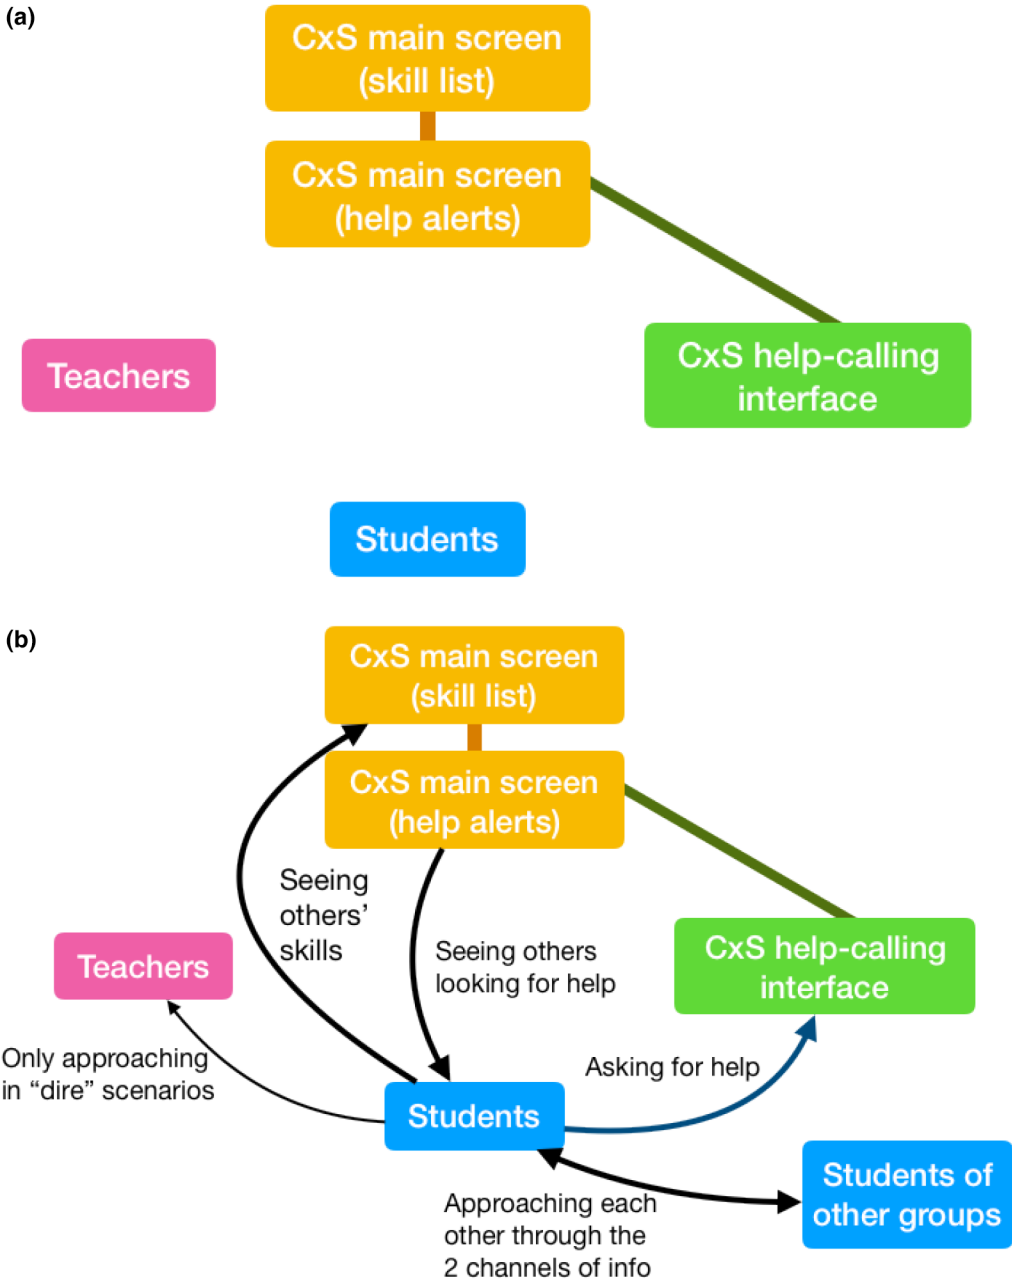 (a)
CxS main screen
(skill list)
CxS main screen
(help alerts)
CxS help-calling
interface
Teachers
Students
(b)
CxS main screen
(skill list)
CxS main screen
(help alerts)
Seeing
others’
skills
Seeing others
looking for help
CxS help-calling
interface
Teachers
Only approaching
in “dire” scenarios
Asking for help
Students
Approaching each
other through the
2 channels of info
Students of
other groups